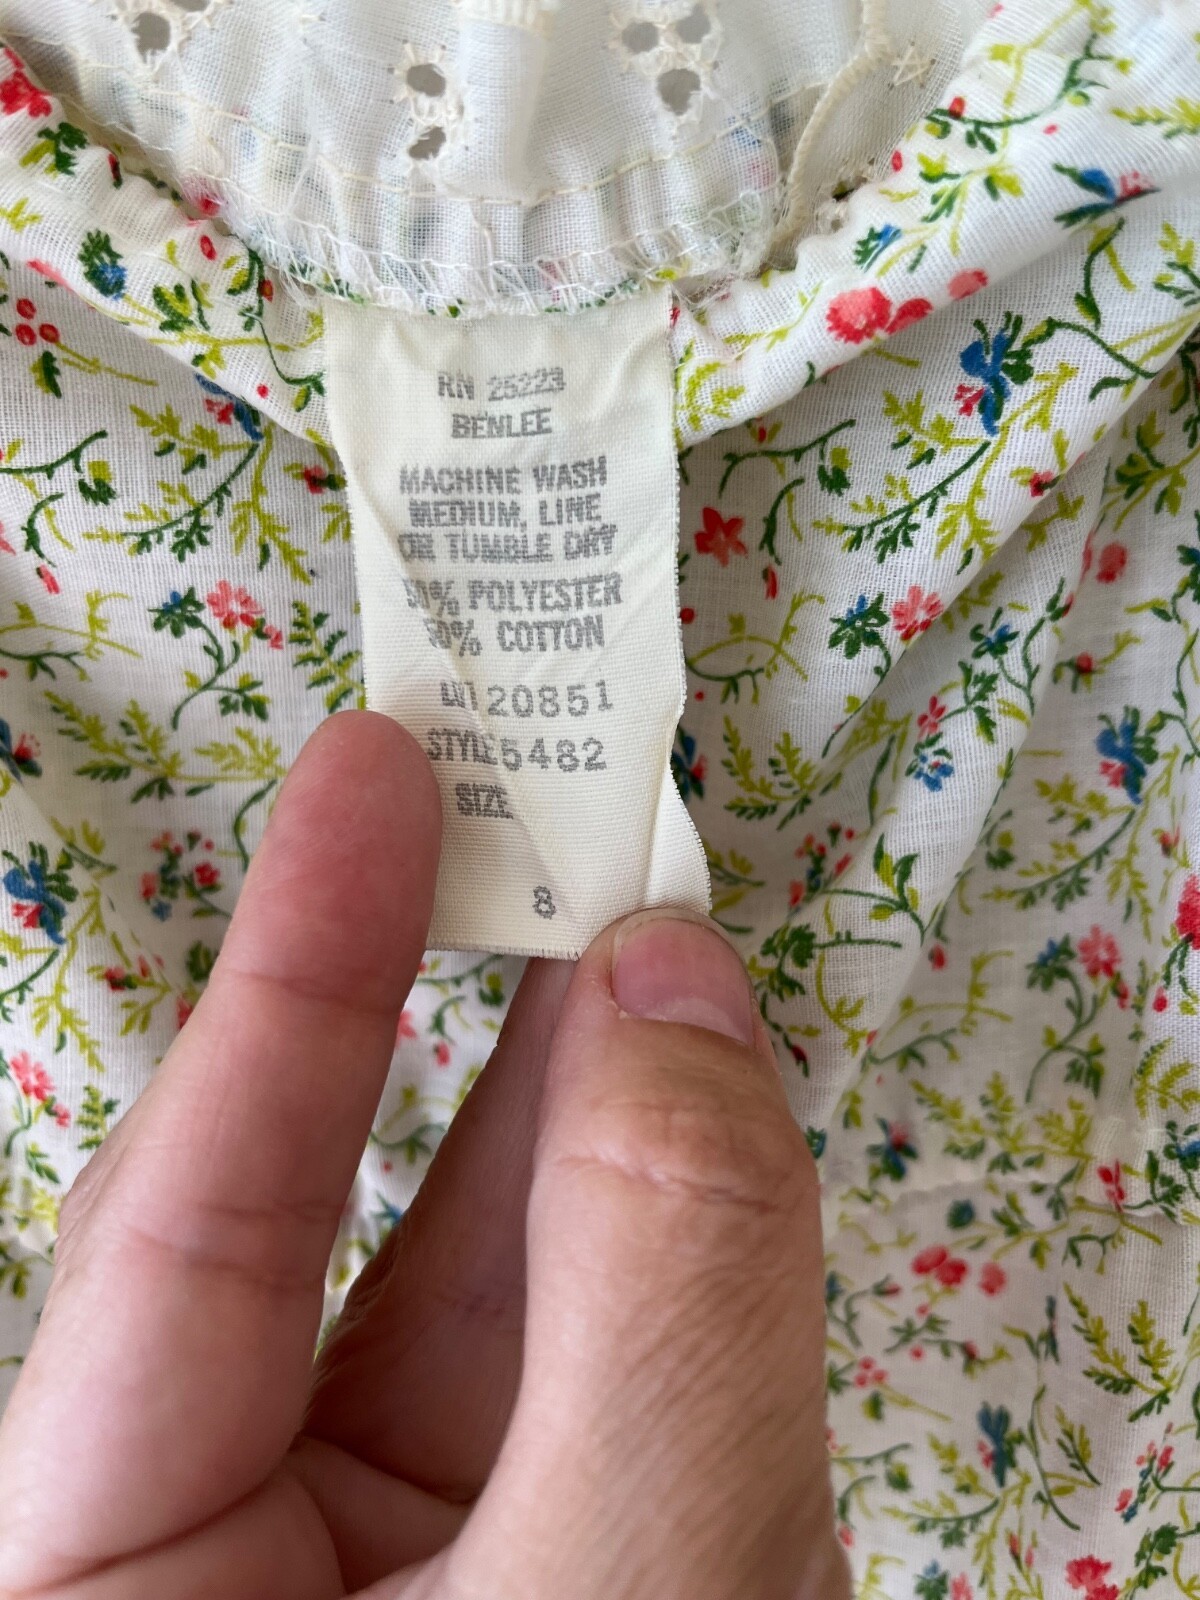 RN 25223
BENLEE
MACHINE WASH
MEDIUM, LINE
OR TUMBLE DRY
50% POLYESTER
50% COTTON
20851
STYLE 5482
SIZE
8